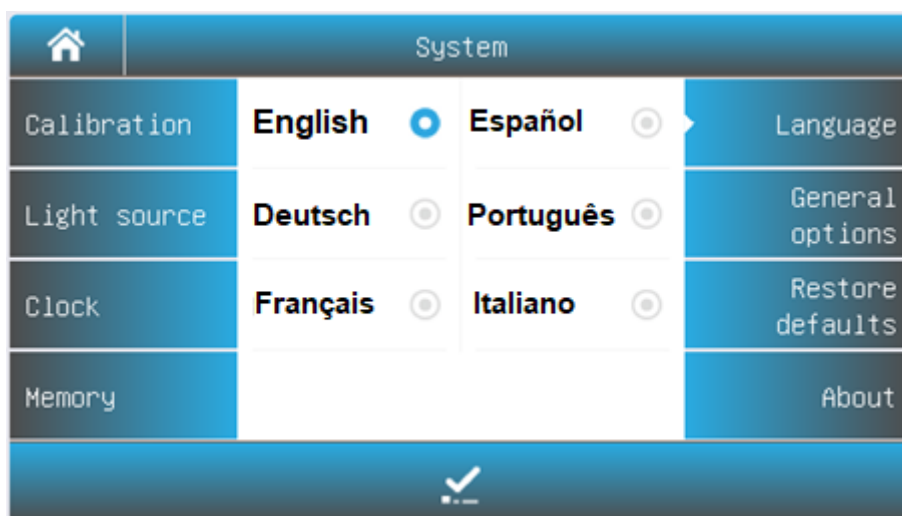 System
Calibration
English
Español
Language
Light source
Deutsch
Português
General
options
Clock
Français
Italiano
Restore
defaults
Memory
About